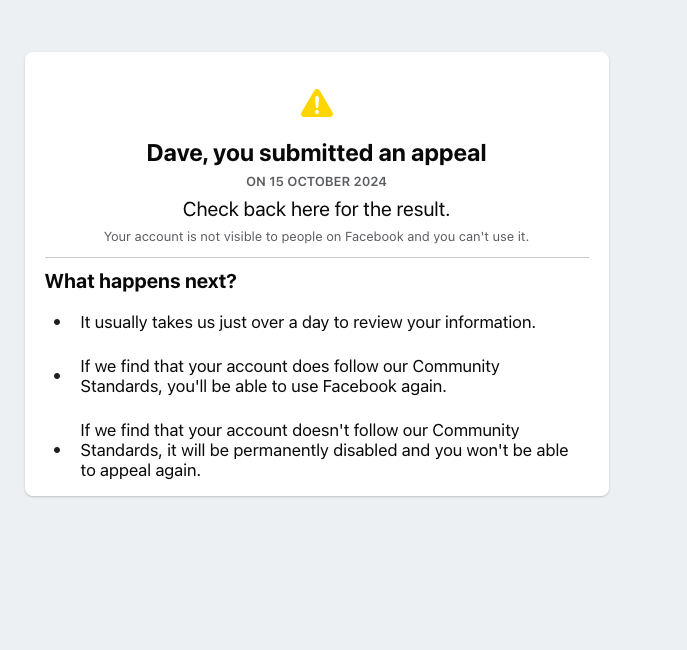 Dave, you submitted an appeal
ON 15 OCTOBER 2024
Check back here for the result.
Your account is not visible to people on Facebook and you can't use it.
What happens next?
• It usually takes us just over a day to review your information.
• If we find that your account does follow our Community
Standards, you'll be able to use Facebook again.
• If we find that your account doesn't follow our Community
Standards, it will be permanently disabled and you won't be able
to appeal again.